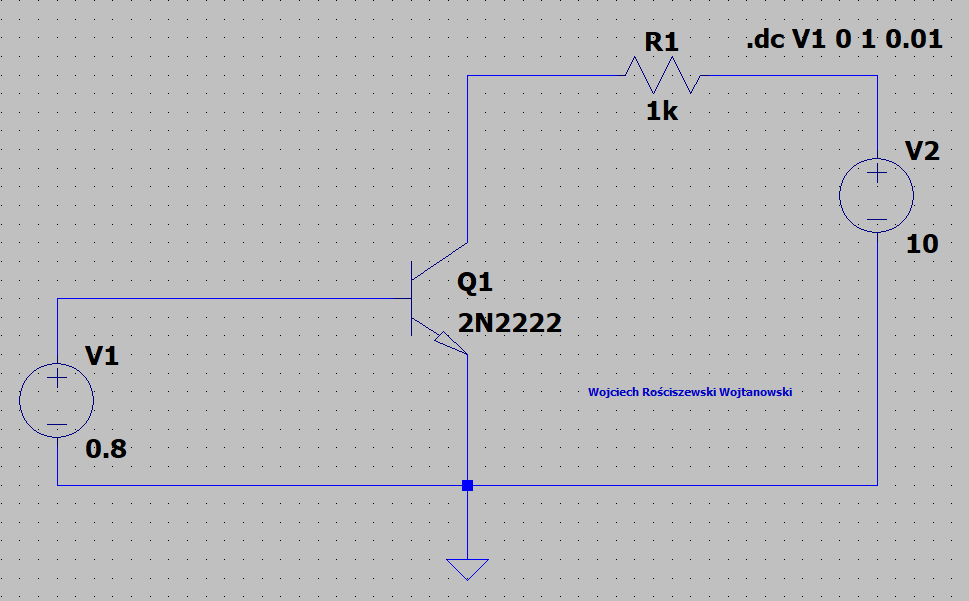 .dc V1 0 1 0.01
R1
1k
V2
10
Q1
2N2222
V1
0.8
Wojciech Rościszewski Wojtanowski